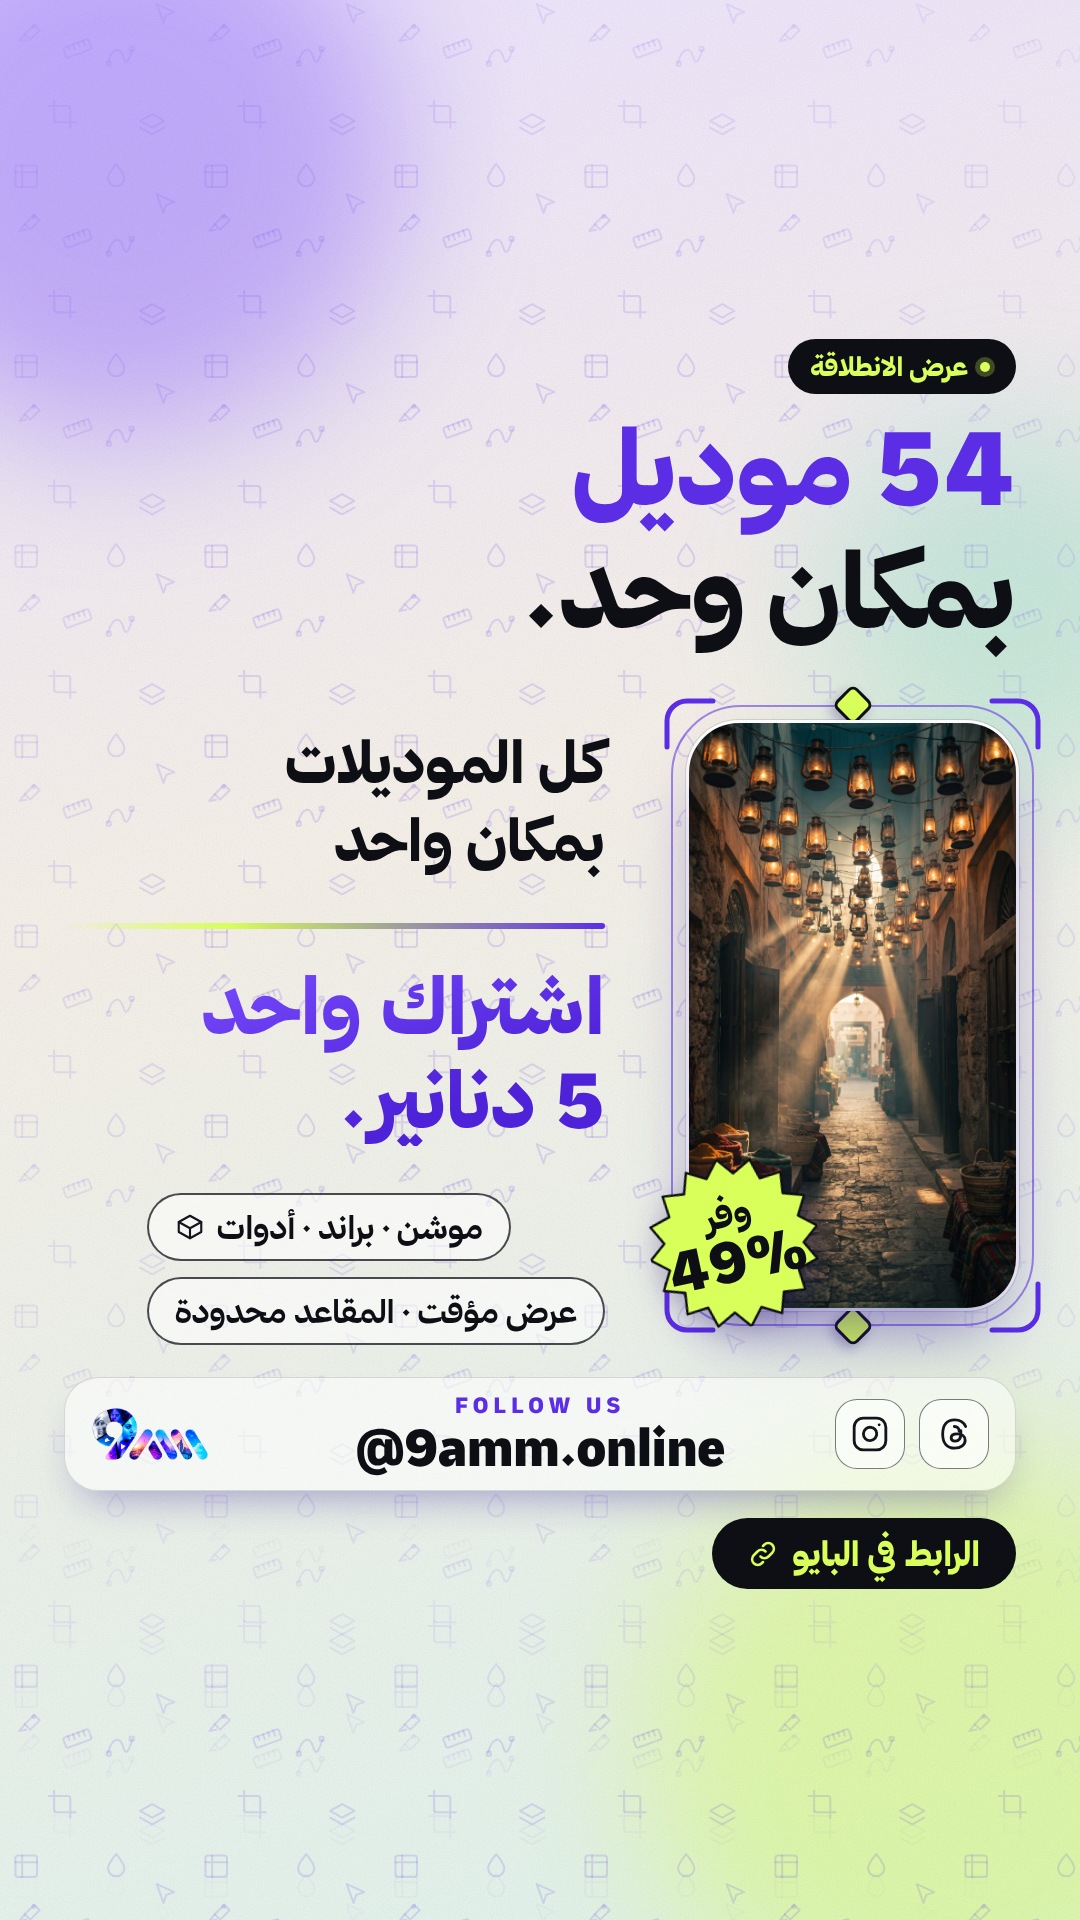 عرض الانطلاقة
54 موديل
بمكان وحد.
كل الموديلات
بمكان واحد
اشتراك واحد
5 دنانير.
موشن · براند · أدوات
عرض مؤقت · المقاعد محدودة
وفر
49%
9am
FOLLOW US
@9amm.online
الرابط في البايو